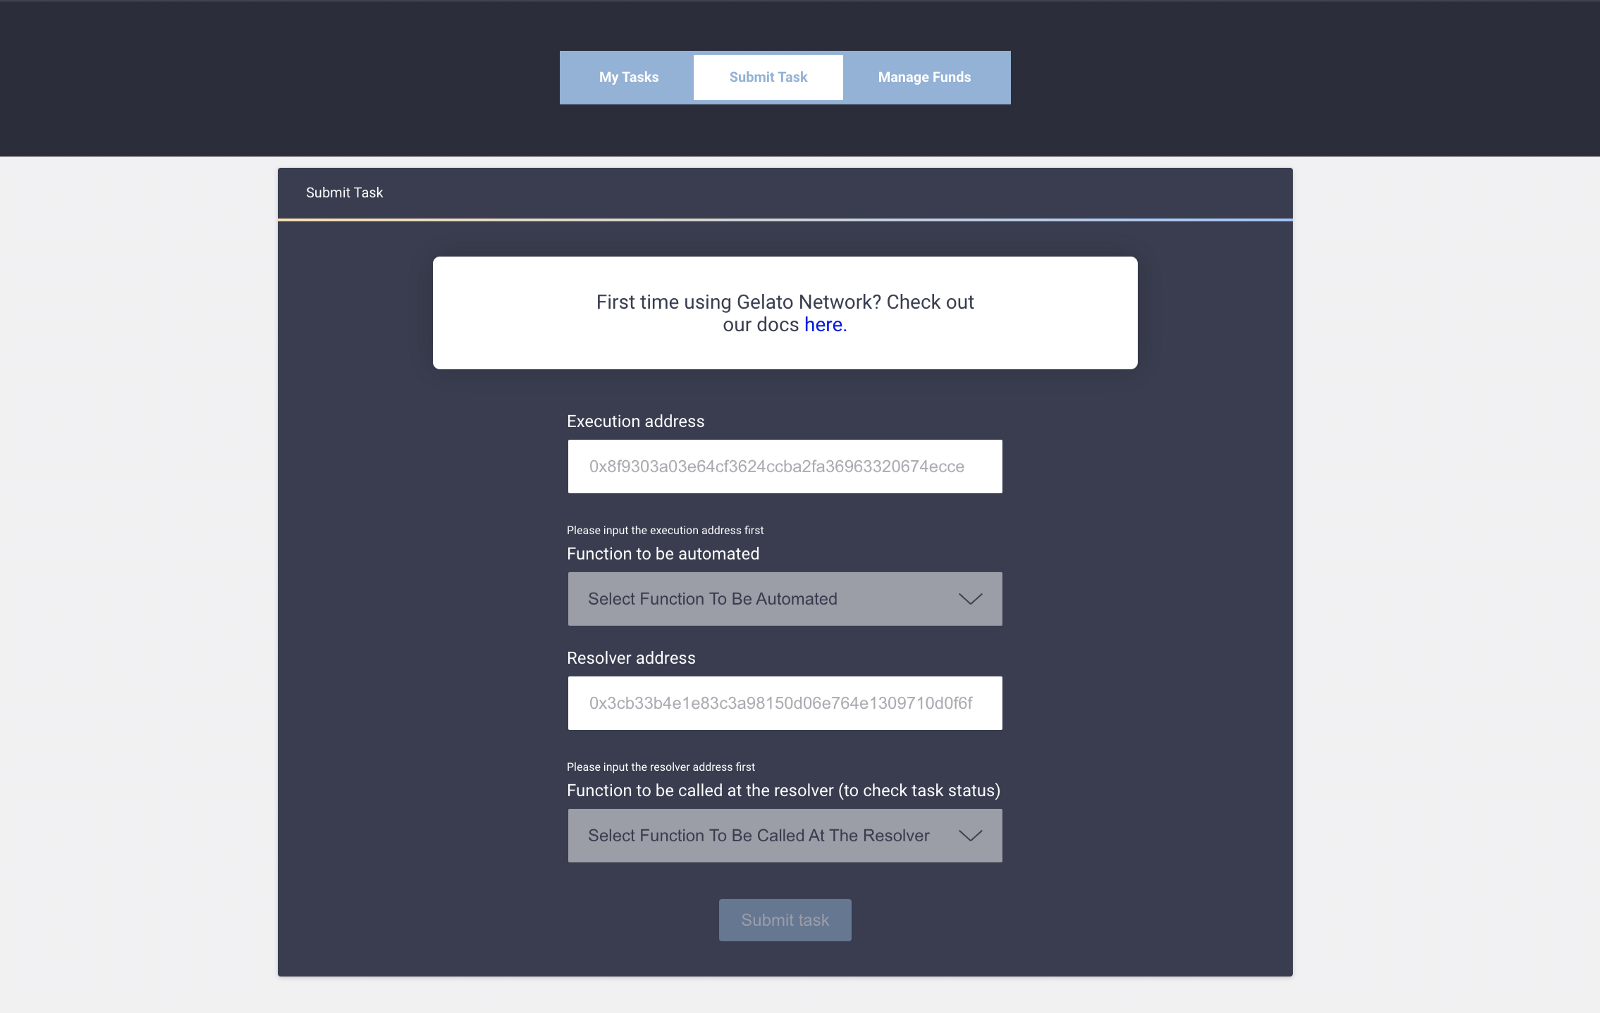 My Tasks
Submit Task
Manage Funds
Submit Task
First time using Gelato Network? Check out
our docs here.
Execution address
0x8f9303a03e64cf3624ccba2fa36963320674ecce
Please input the execution address first
Function to be automated
Select Function To Be Automated
Resolver address
0x3cb33b4e1e83c3a98150d06e764e1309710d0f6f
Please input the resolver address first
Function to be called at the resolver (to check task status)
Select Function To Be Called At The Resolver
Submit task